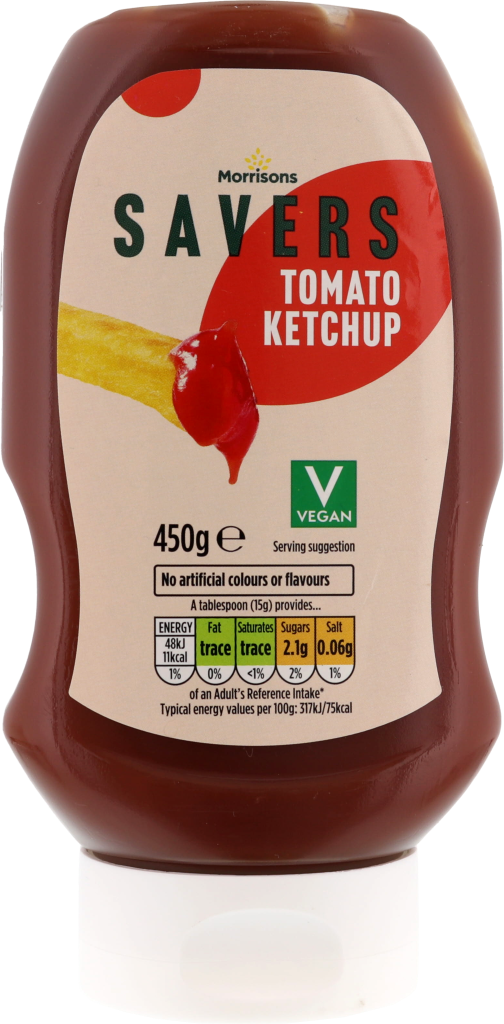 Morrisons
SAVERS
TOMATO
KETCHUP
V
VEGAN
450g ℮
Serving suggestion
No artificial colours or flavours
A tablespoon (15g) provides...
ENERGY Fat Saturates Sugars Salt
48kJ
11kcal trace trace 2.1g 0.06g
1% 0% <1% 2% 1%
of an Adult's Reference Intake*
Typical energy values per 100g: 317kJ/75kcal